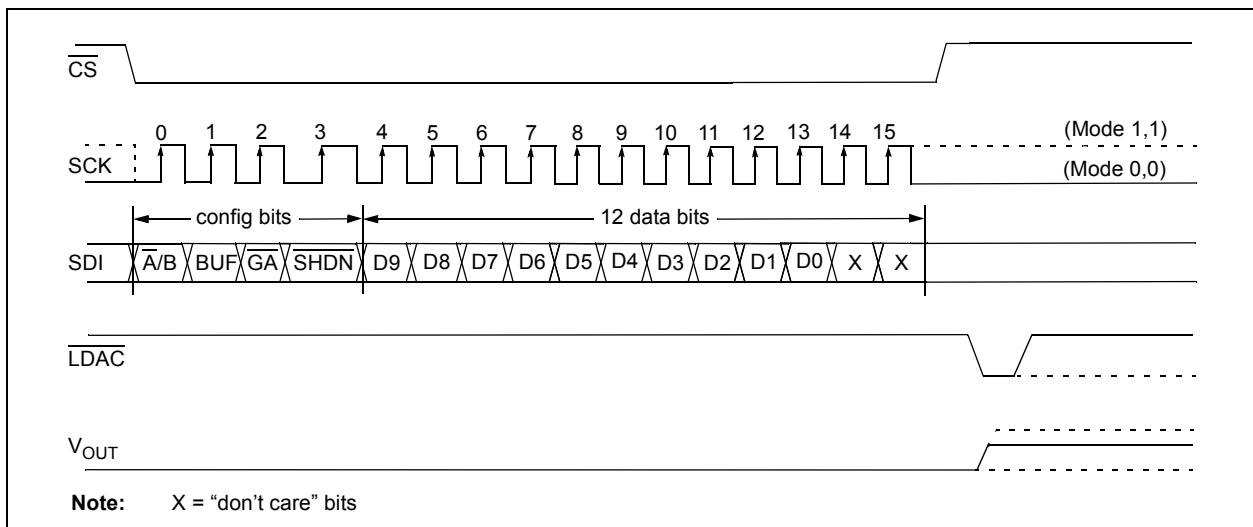 CS
0 1 2 3 4 5 6 7 8 9 10 11 12 13 14 15 (Mode 1,1)
SCK (Mode 0,0)
config bits 12 data bits
SDI A/B BUF GA SHDN D9 D8 D7 D6 D5 D4 D3 D2 D1 D0 X X
LDAC
VOUT
Note: X = “don’t care” bits